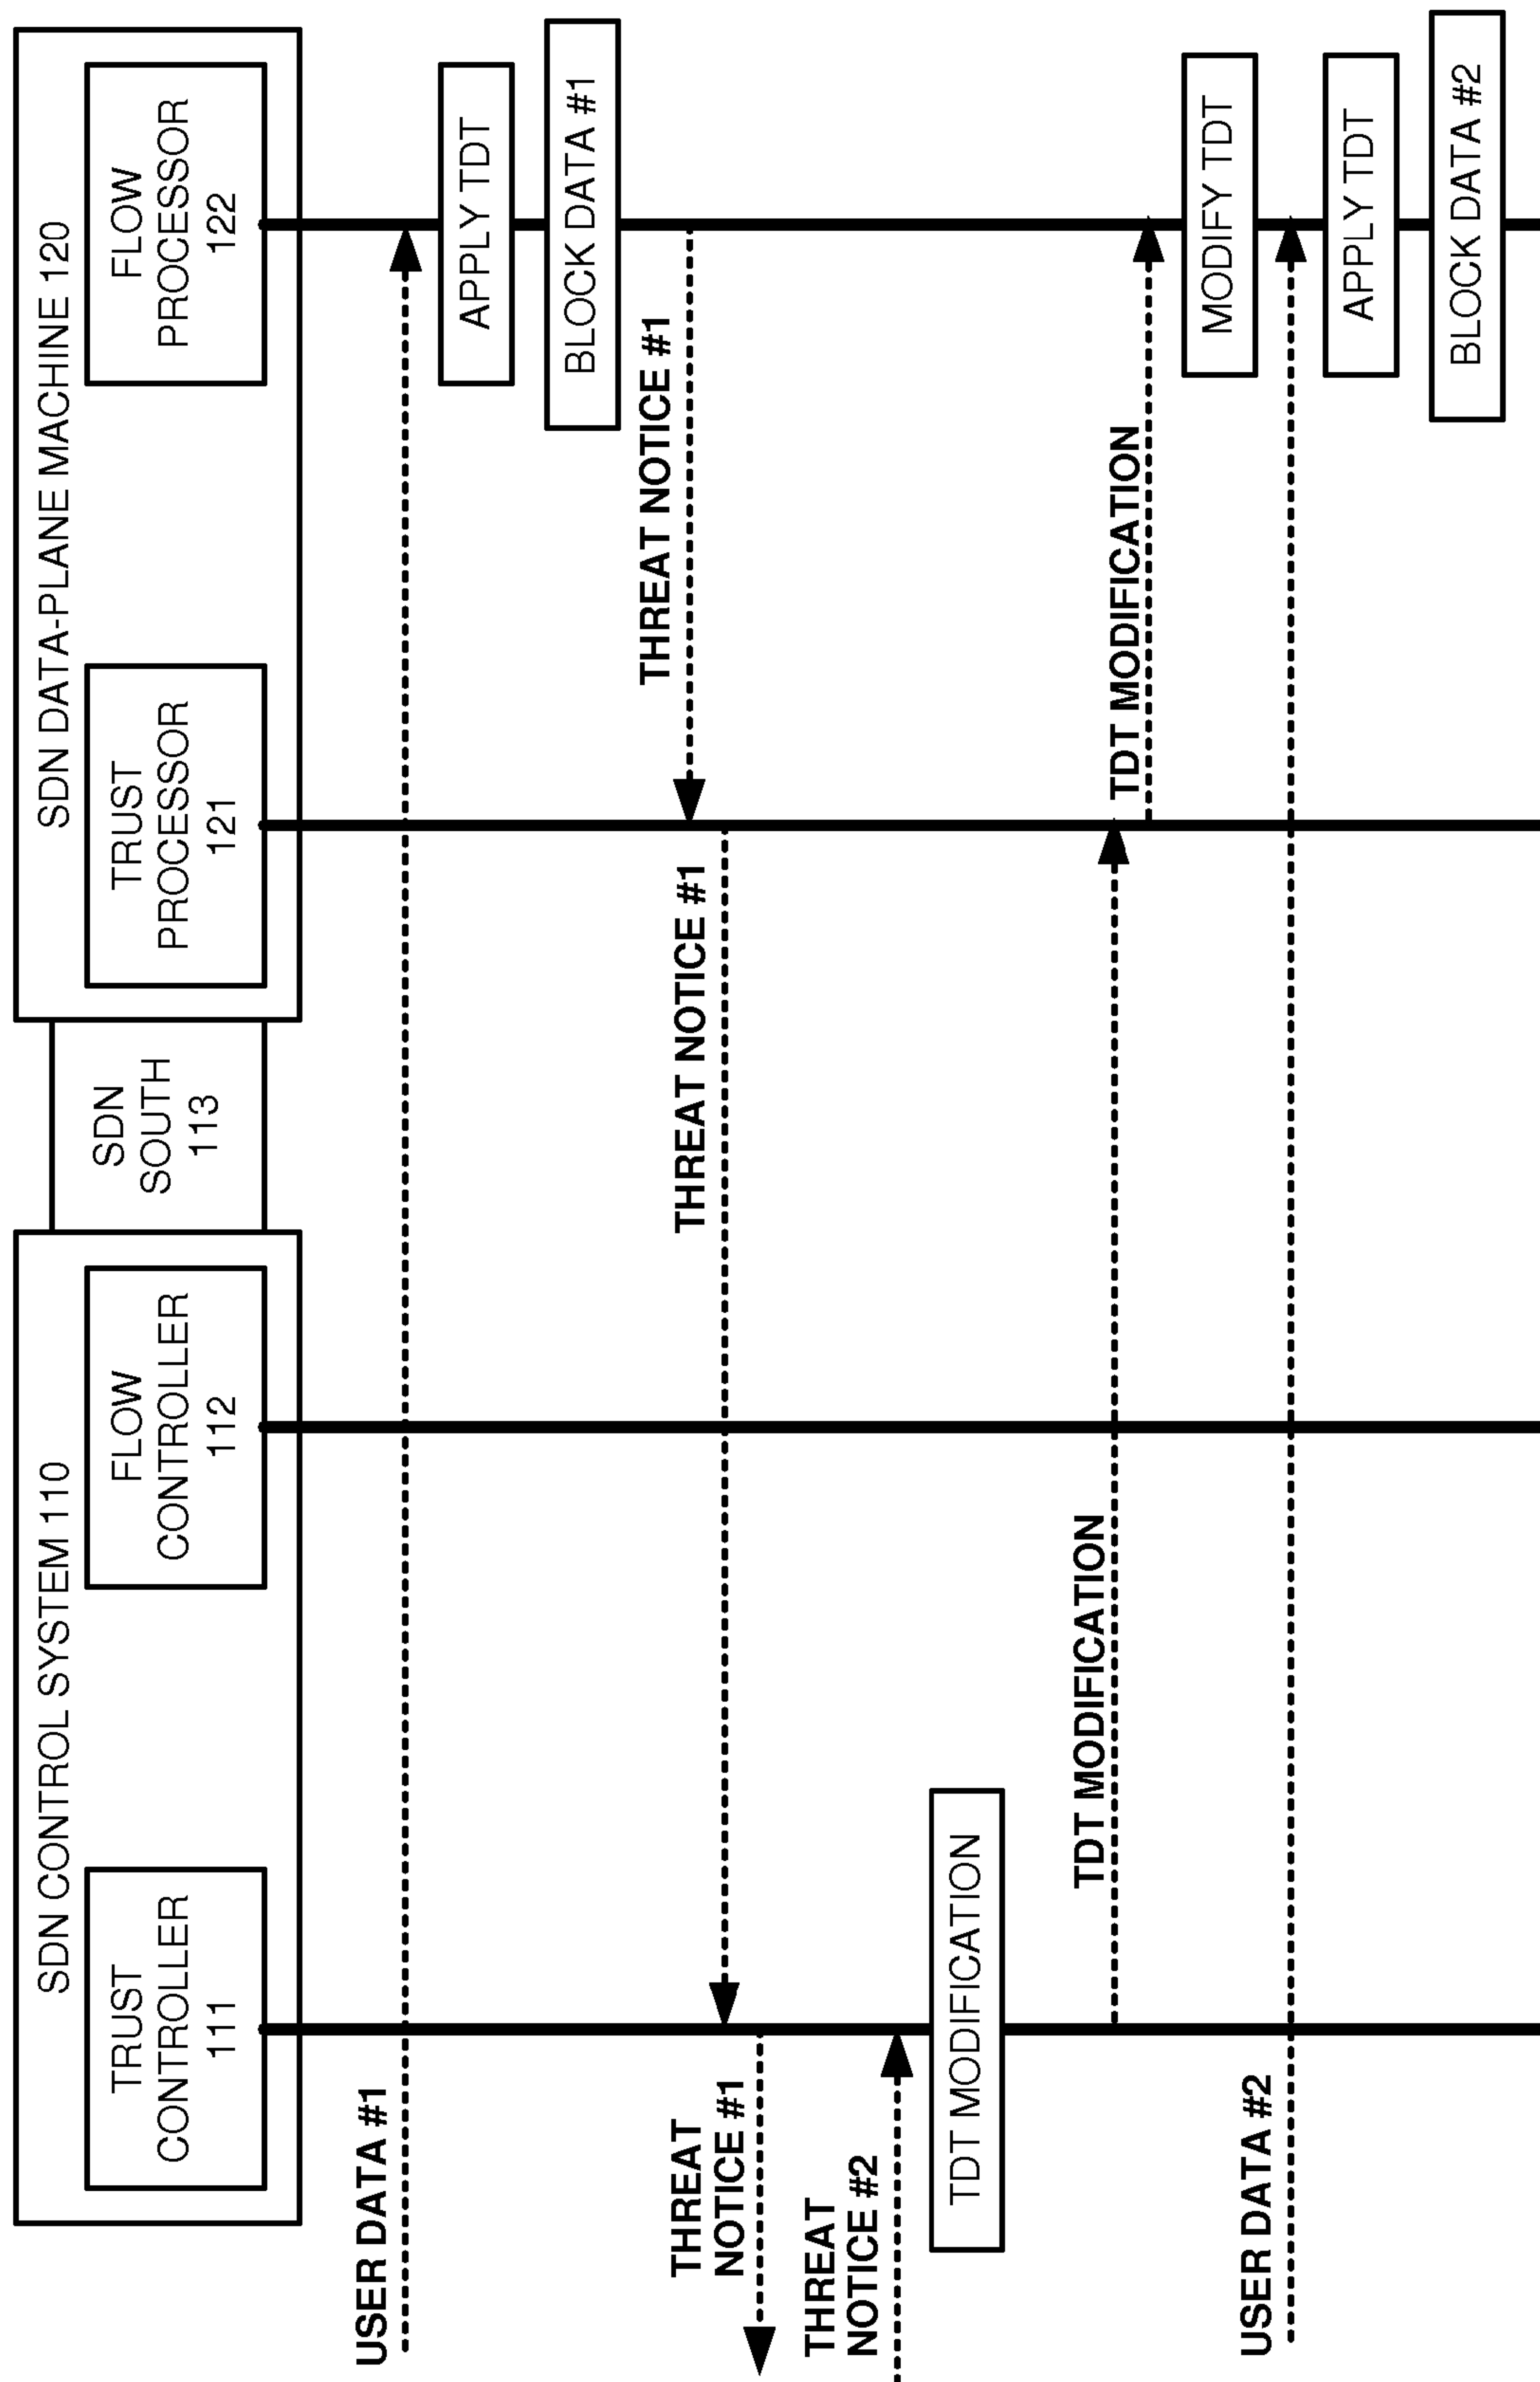 SDN CONTROL SYSTEM 110
TRUST
CONTROLLER
111
FLOW
CONTROLLER
112
SDN
SOUTH
113
SDN DATA-PLANE MACHINE 120
TRUST
PROCESSOR
121
FLOW
PROCESSOR
122
USER DATA #1
APPLY TDT
BLOCK DATA #1
THREAT NOTICE #1
THREAT NOTICE #1
THREAT
NOTICE #1
THREAT
NOTICE #2
TDT MODIFICATION
TDT MODIFICATION
TDT MODIFICATION
MODIFY TDT
USER DATA #2
APPLY TDT
BLOCK DATA #2